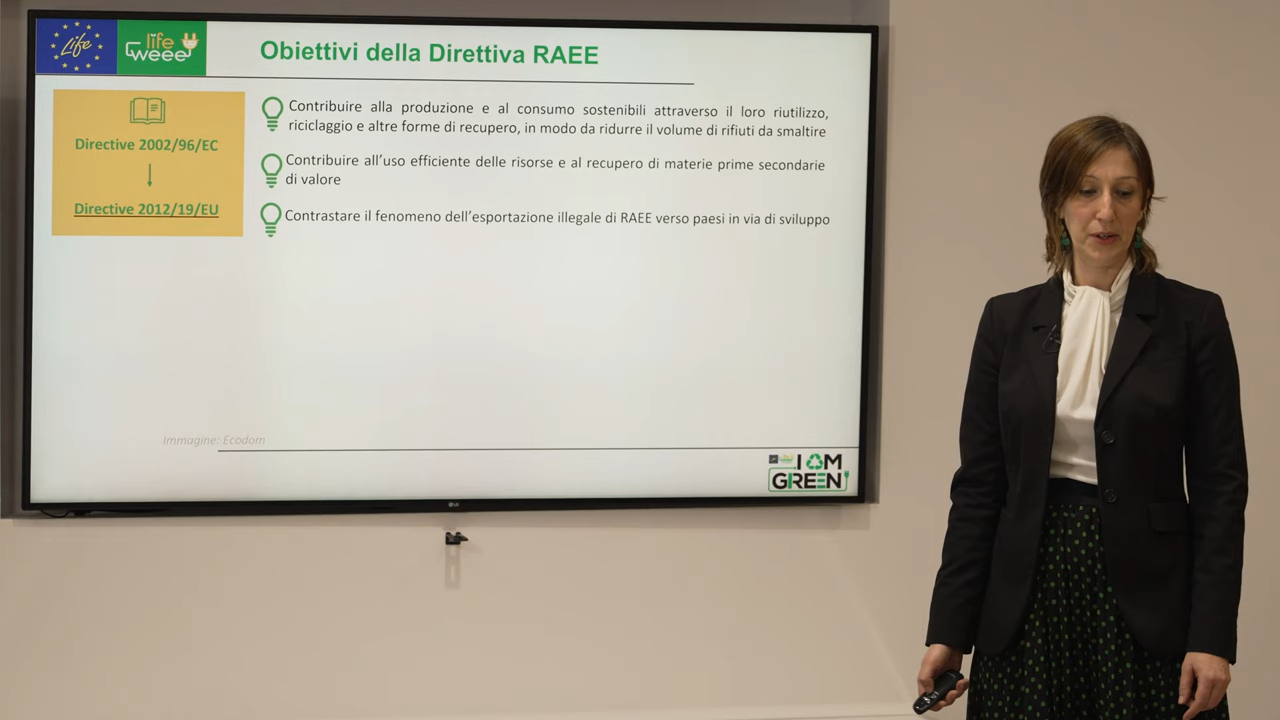 Life
life
weee
Obiettivi della Direttiva RAEE
Directive 2002/96/EC
Directive 2012/19/EU
Contribuire alla produzione e al consumo sostenibili attraverso il loro riutilizzo,
riciclaggio e altre forme di recupero, in modo da ridurre il volume di rifiuti da smaltire
Contribuire all’uso efficiente delle risorse e al recupero di materie prime secondarie
di valore
Contrastare il fenomeno dell’esportazione illegale di RAEE verso paesi in via di sviluppo
Immagine: Ecodom
I AM
GREEN
LG